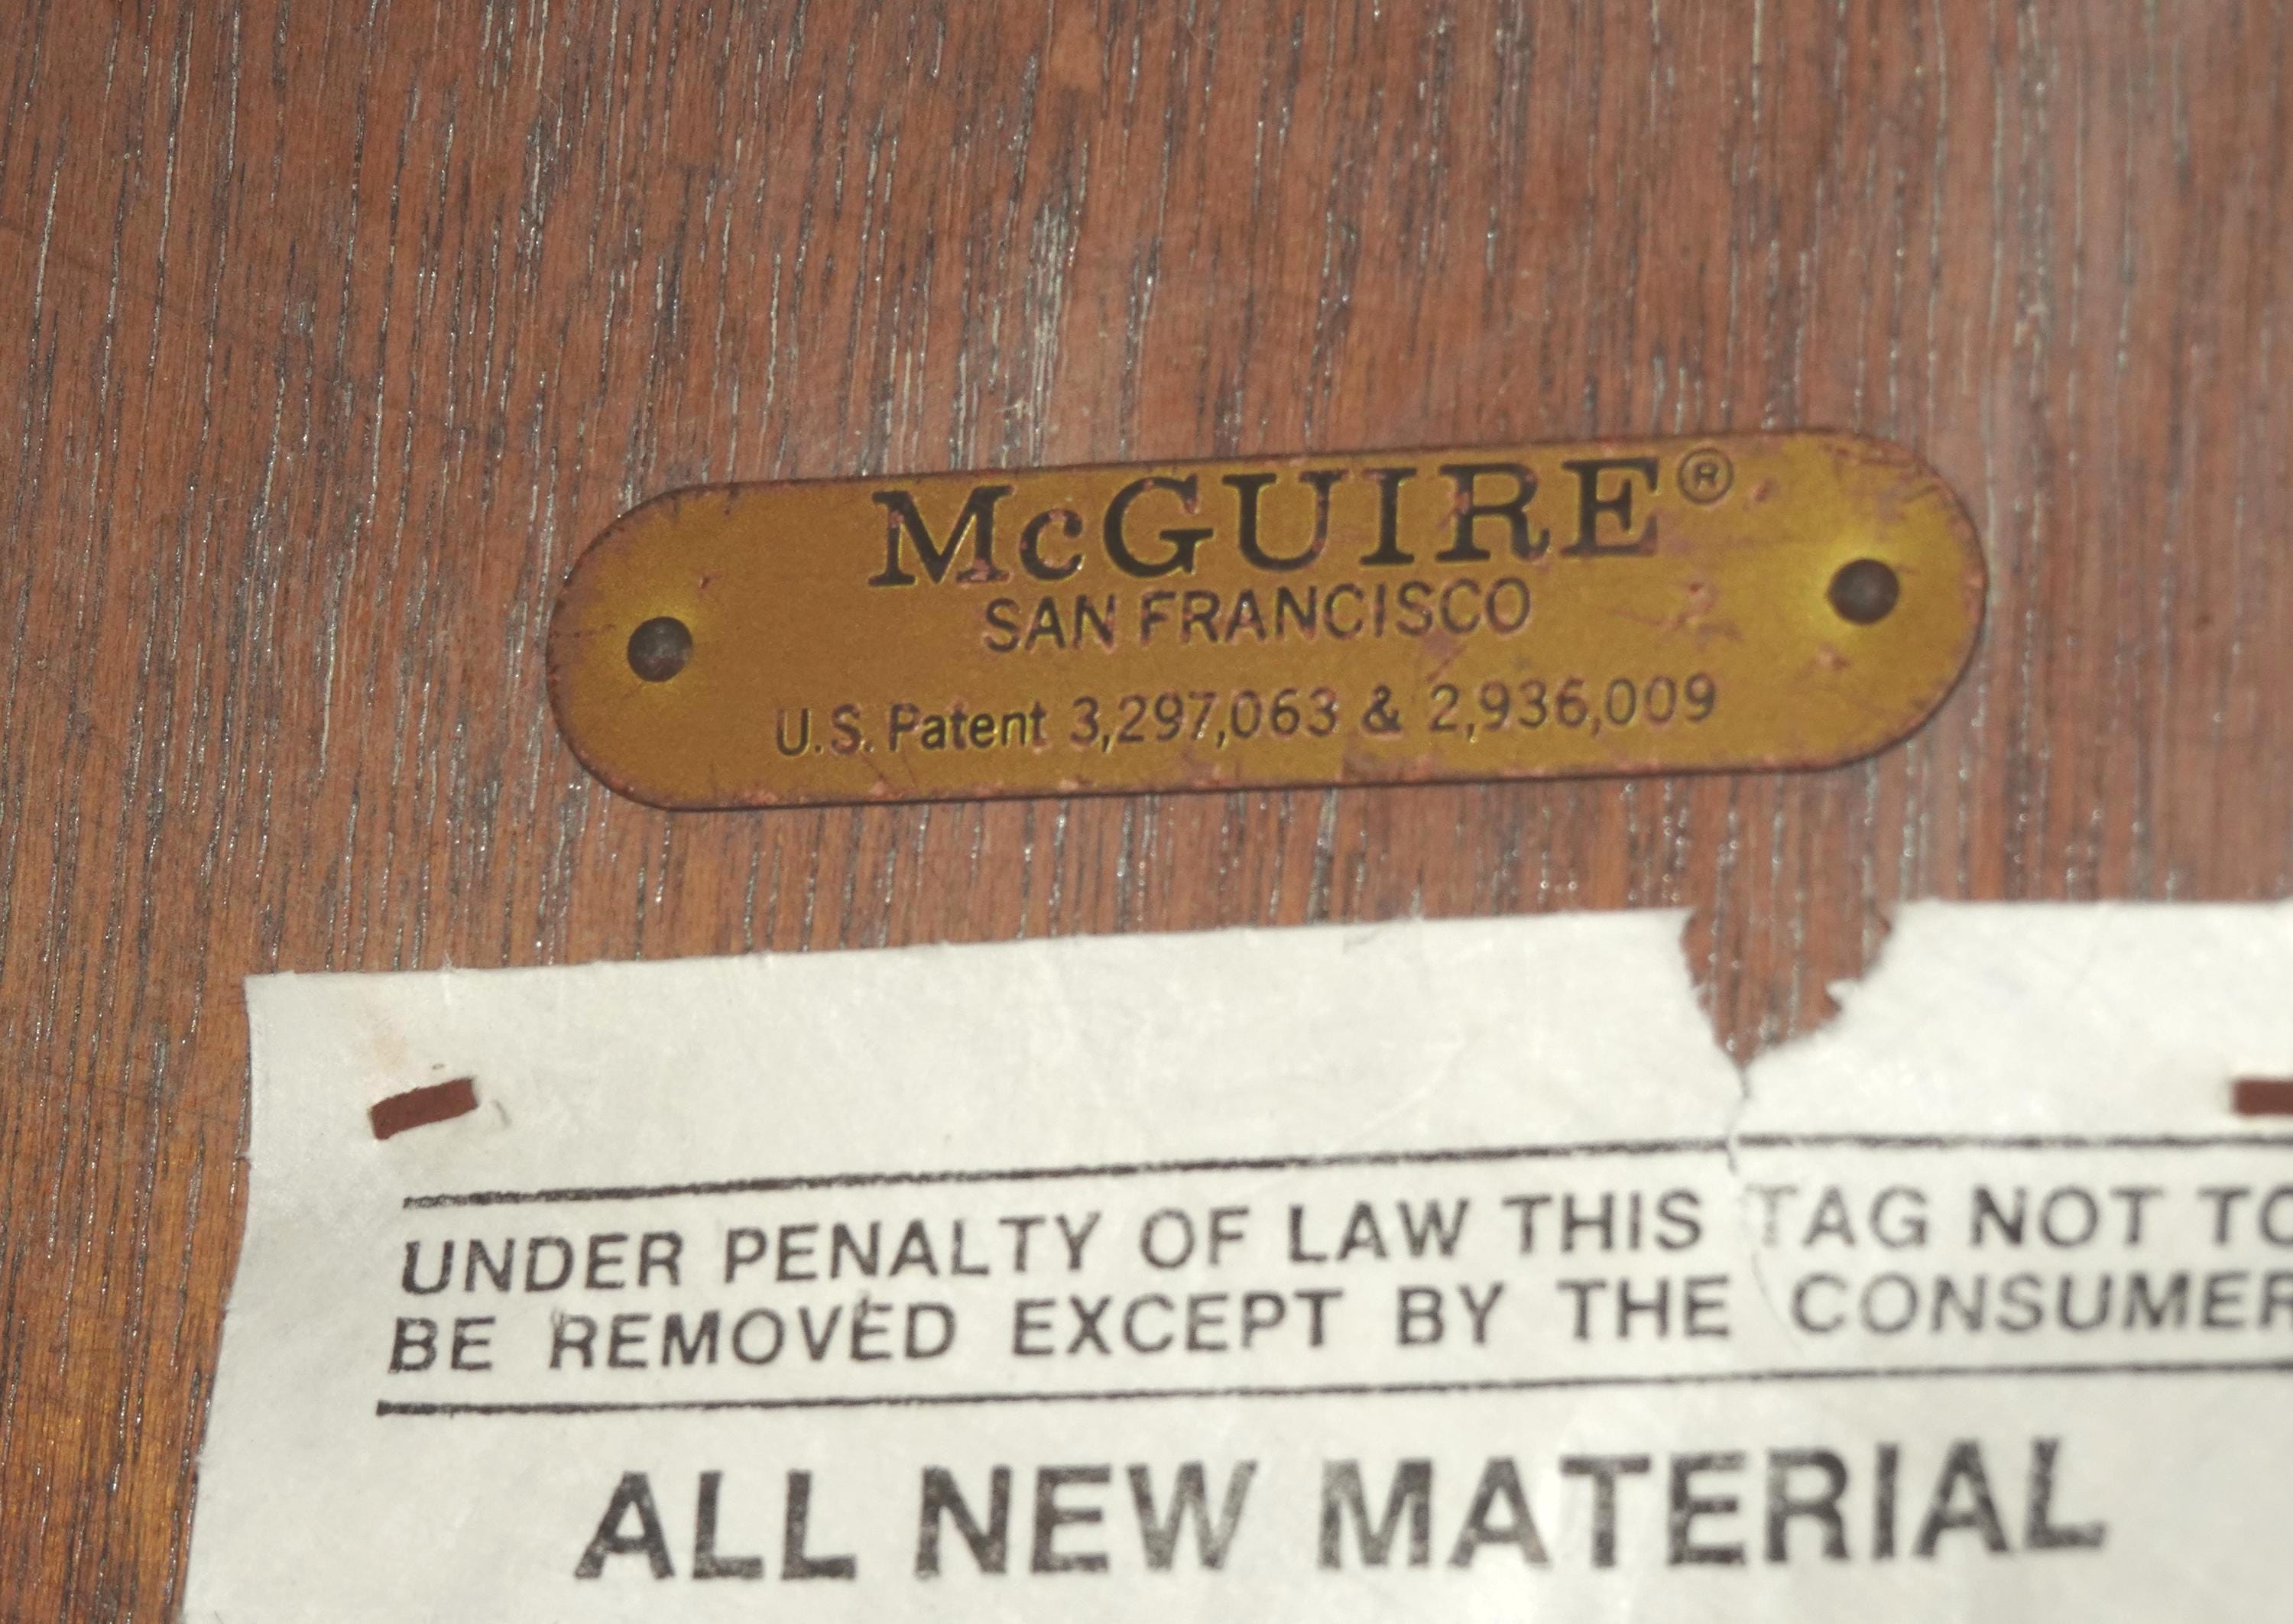 McGUIRE®
SAN FRANCISCO
U.S. Patent 3,297,063 & 2,936,009
UNDER PENALTY OF LAW THIS TAG NOT TO
BE REMOVED EXCEPT BY THE CONSUMER
ALL NEW MATERIAL